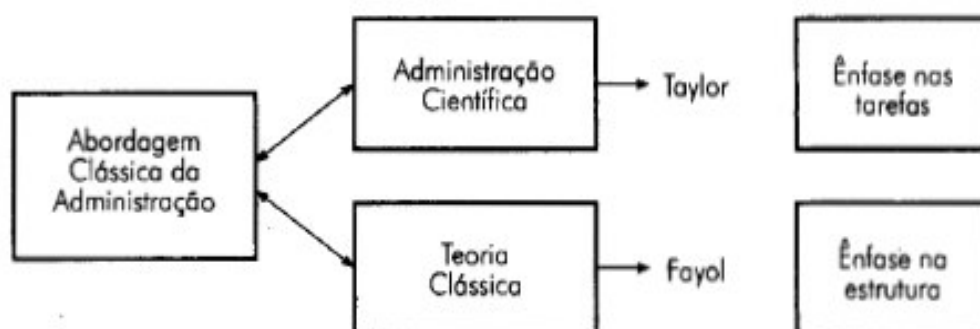 Abordagem
Clássica da
Administração
Administração
Científica
Taylor
Ênfase nas
tarefas
Teoria
Clássica
Fayol
Ênfase na
estrutura